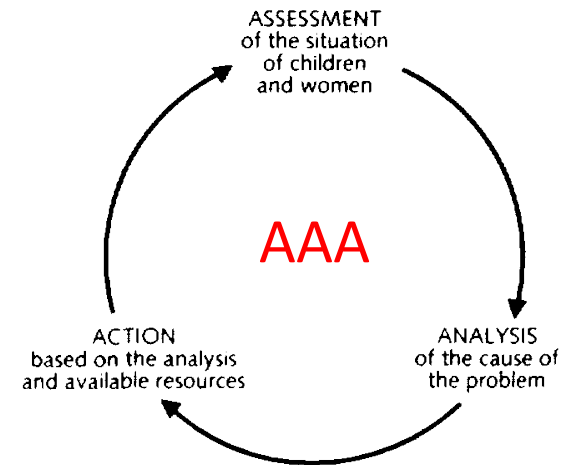 ASSESSMENT
of the situation
of children
and women
AAA
ACTION
based on the analysis
and available resources
ANALYSIS
of the cause of
the problem